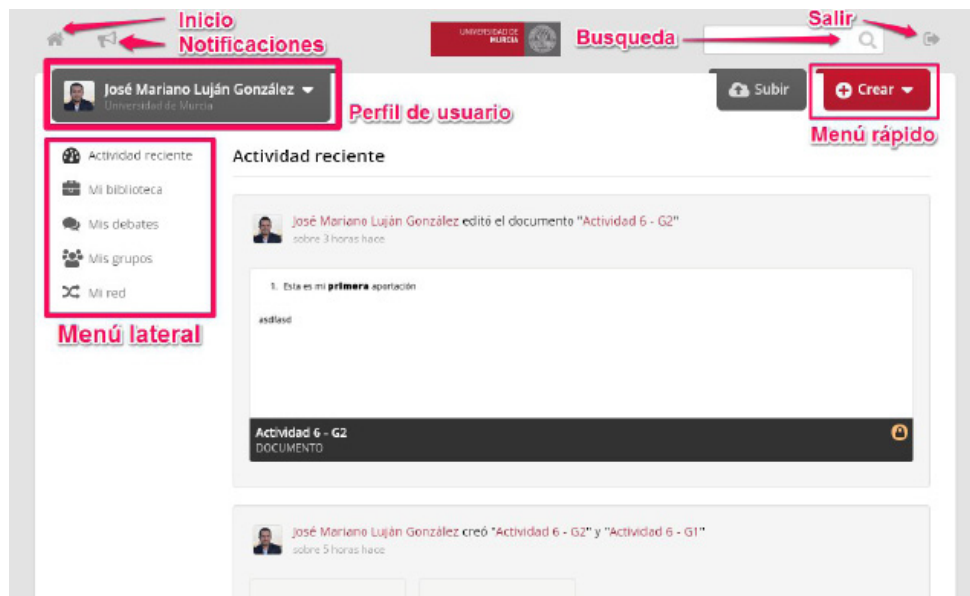 Inicio
Notificaciones
UNIVERSIDAD DE
MURCIA
Busqueda
Salir
José Mariano Luján González
Universidad de Murcia
Perfil de usuario
Subir
Crear
Menú rápido
Actividad reciente
Mi biblioteca
Mis debates
Mis grupos
Mi red
Menú lateral
Actividad reciente
José Mariano Luján González editó el documento "Actividad 6 - G2"
sobre 3 horas hace
1. Esta es mi primera aportación
asdlasd
Actividad 6 - G2
DOCUMENTO
José Mariano Luján González creó "Actividad 6 - G2" y "Actividad 6 - G1"
sobre 5 horas hace